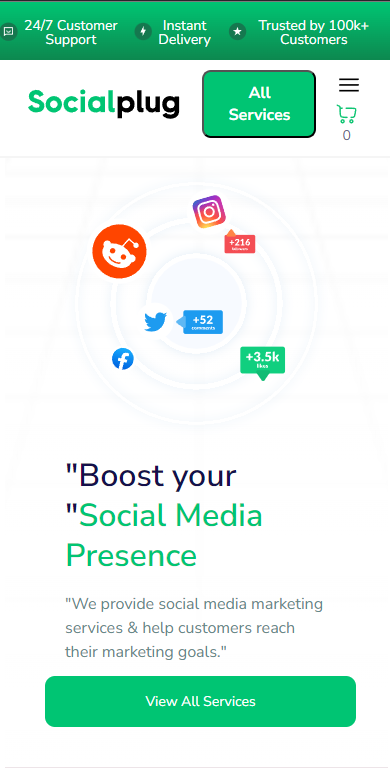 24/7 Customer
Support
Instant
Delivery
Trusted by 100k+
Customers
Socialplug
All
Services
0
+216
followers
+52
comments
+3.5k
likes
"Boost your
"Social Media
Presence
"We provide social media marketing
services & help customers reach
their marketing goals."
View All Services